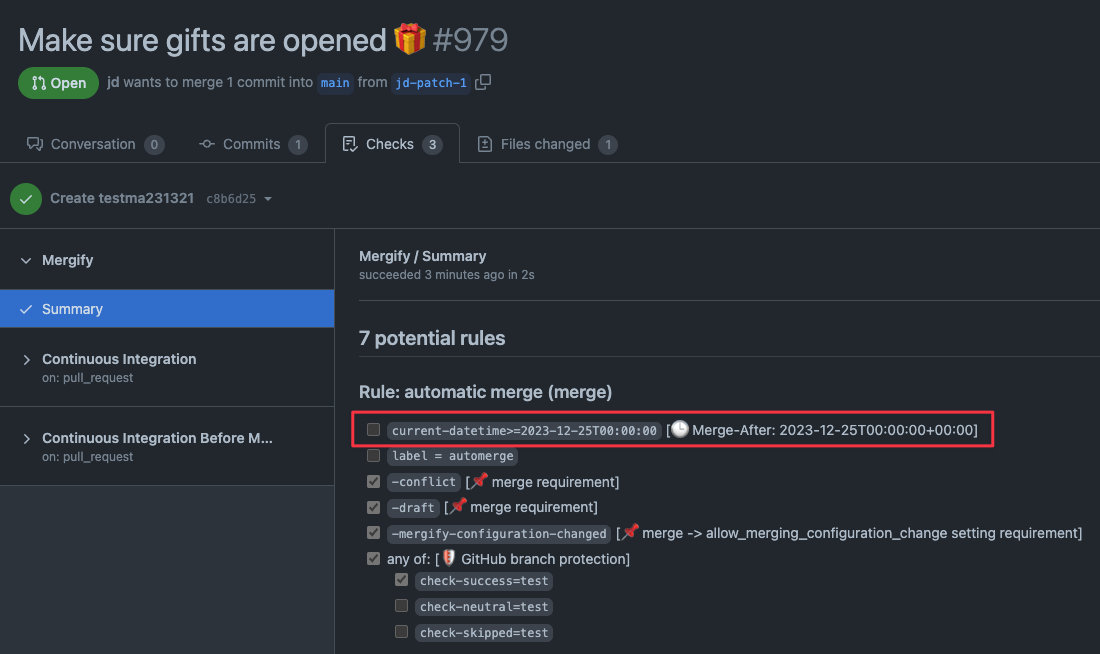 Make sure gifts are opened 🎁 #979
Open jd wants to merge 1 commit into main from jd-patch-1
Conversation 0 Commits 1 Checks 3 Files changed 1
Create testma231321 c8b6d25
Mergify
Summary
Continuous Integration
on: pull_request
Continuous Integration Before M...
on: pull_request
Mergify / Summary
succeeded 3 minutes ago in 2s
7 potential rules
Rule: automatic merge (merge)
current-datetime>=2023-12-25T00:00:00 [🕒 Merge-After: 2023-12-25T00:00:00+00:00]
label = automerge
-conflict [📌 merge requirement]
-draft [📌 merge requirement]
-mergify-configuration-changed [📌 merge -> allow_merging_configuration_change setting requirement]
any of: [🛡 GitHub branch protection]
check-success=test
check-neutral=test
check-skipped=test